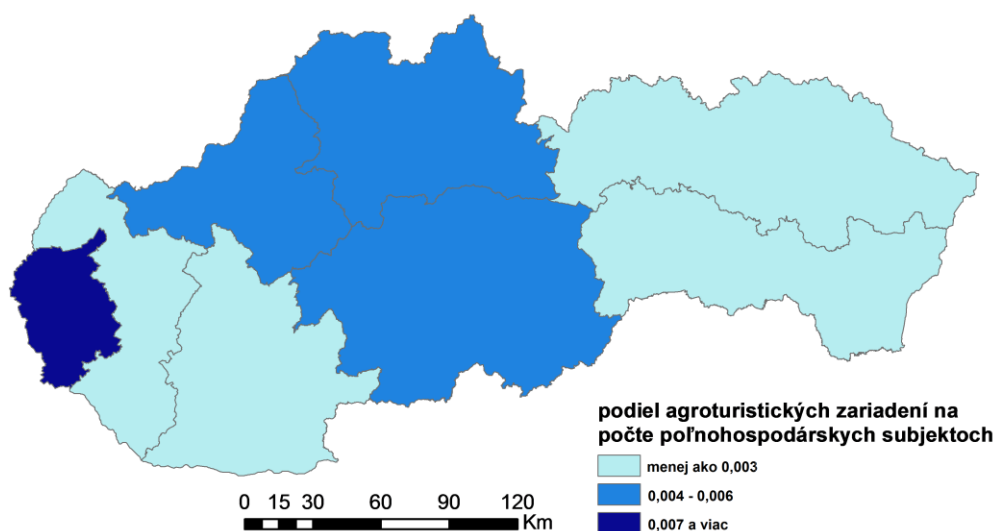 podiel agroturistických zariadení na
počte poľnohospodárskych subjektoch
menej ako 0,003
0,004 - 0,006
0,007 a viac
0 15 30 60 90 120
Km